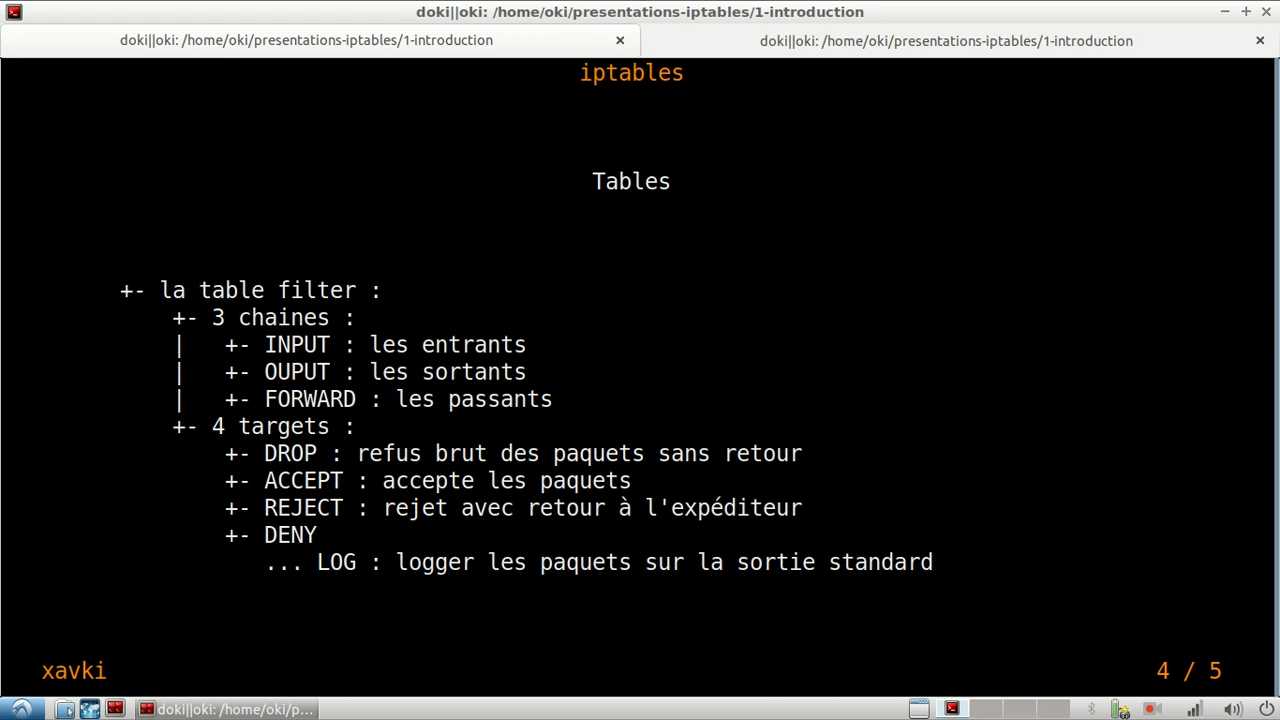 doki||oki: /home/oki/presentations-iptables/1-introduction
doki||oki: /home/oki/presentations-iptables/1-introduction
doki||oki: /home/oki/presentations-iptables/1-introduction
iptables
Tables
+- la table filter :
+- 3 chaines :
| +- INPUT : les entrants
| +- OUPUT : les sortants
| +- FORWARD : les passants
+- 4 targets :
+- DROP : refus brut des paquets sans retour
+- ACCEPT : accepte les paquets
+- REJECT : rejet avec retour à l'expéditeur
+- DENY
... LOG : logger les paquets sur la sortie standard
xavki
4 / 5
doki||oki: /home/oki/p...